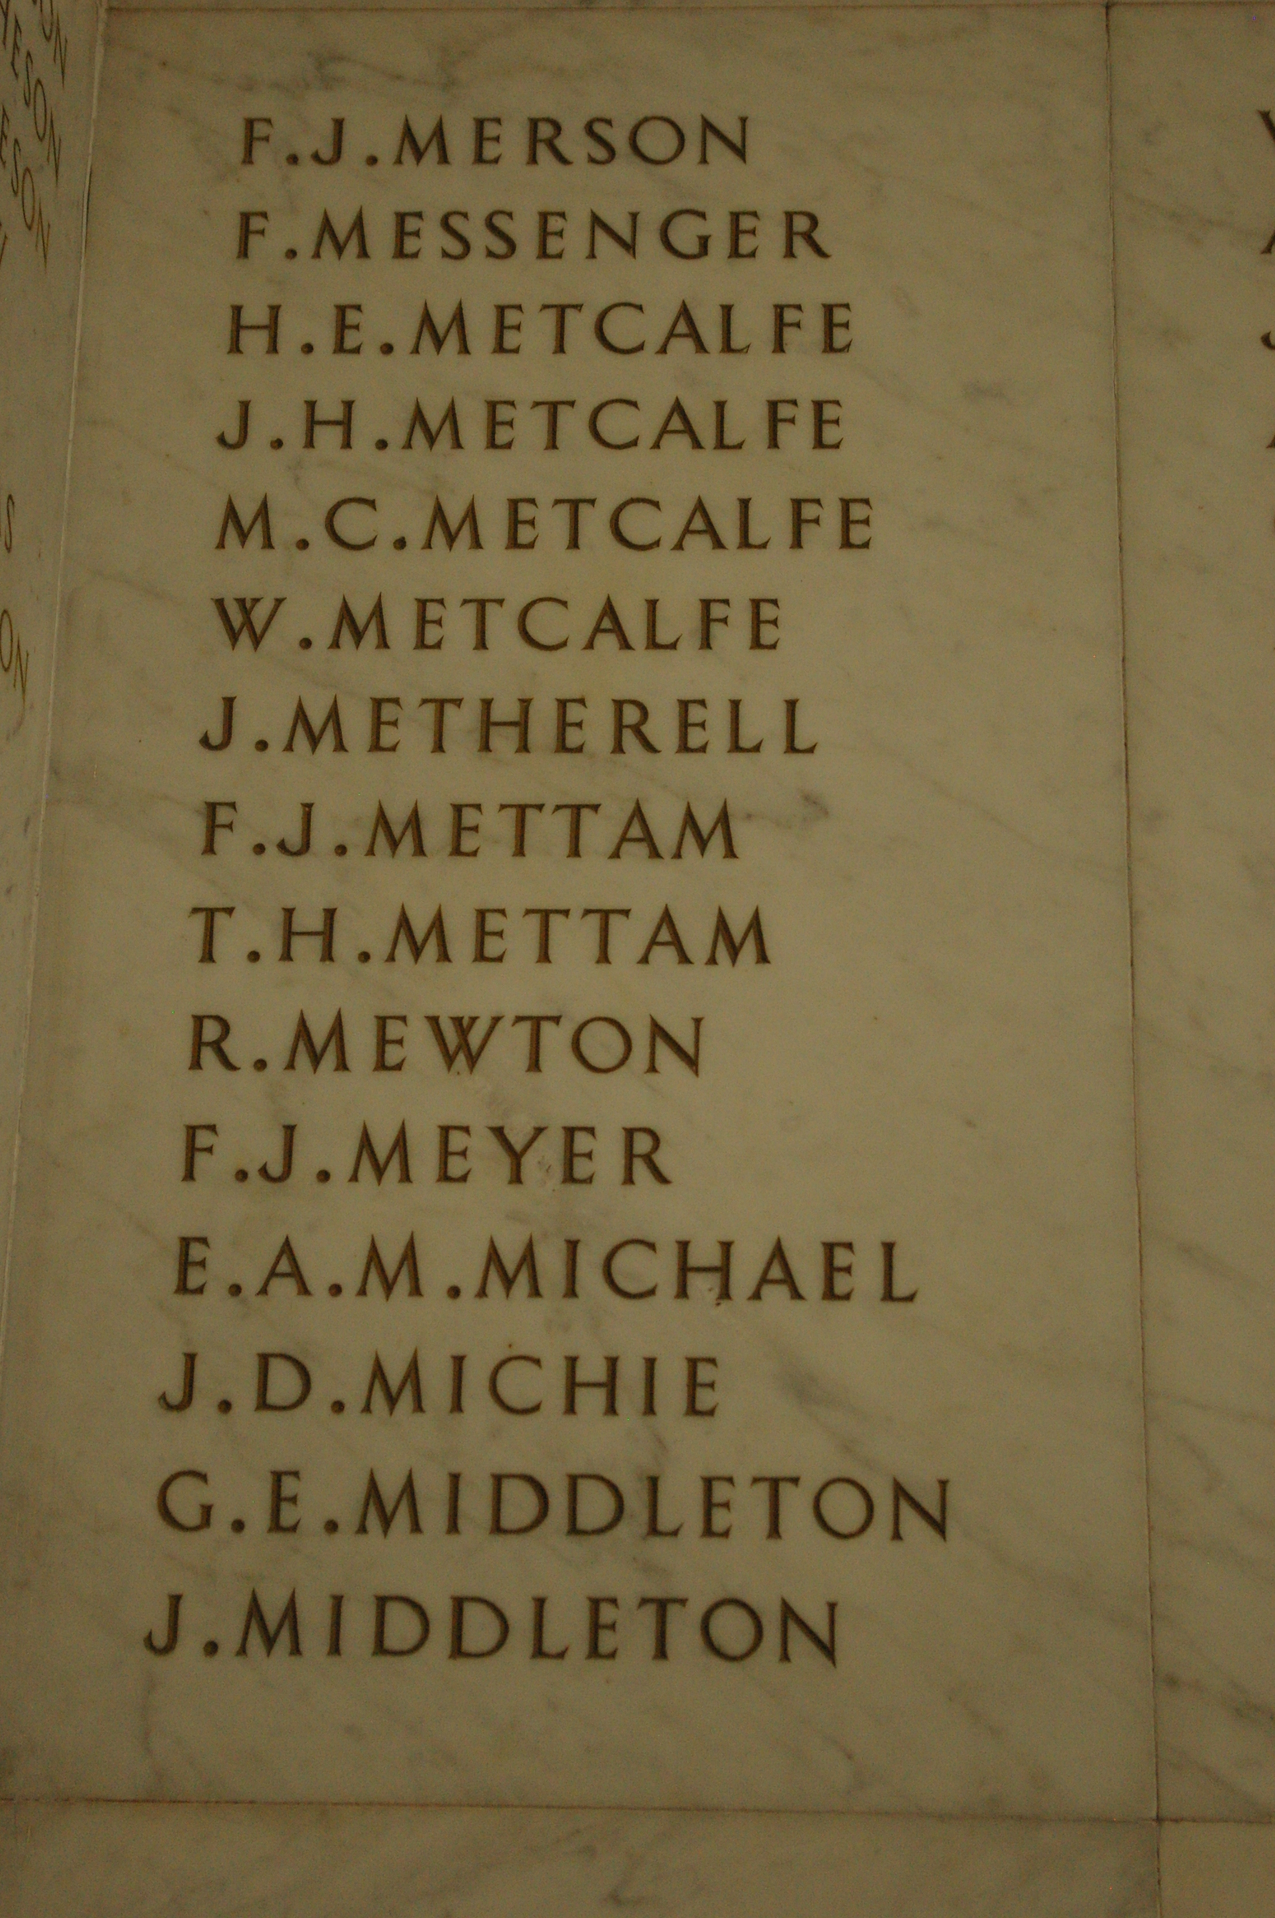 F.J.MERSON
F.MESSENGER
H.E.METCALFE
J.H.METCALFE
M.C.METCALFE
W.METCALFE
J.METHERELL
F.J.METTAM
T.H.METTAM
R.MEWTON
F.J.MEYER
E.A.M.MICHAEL
J.D.MICHIE
G.E.MIDDLETON
J.MIDDLETON